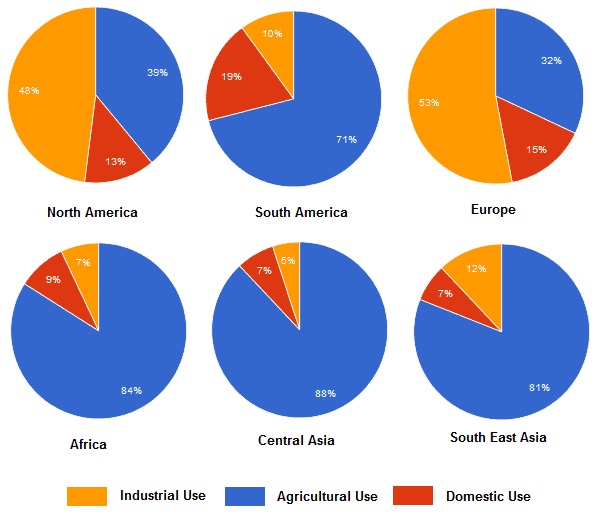 39%
48%
13%
North America
10%
19%
71%
South America
32%
53%
15%
Europe
7%
9%
84%
Africa
5%
7%
88%
Central Asia
12%
7%
81%
South East Asia
Industrial Use
Agricultural Use
Domestic Use